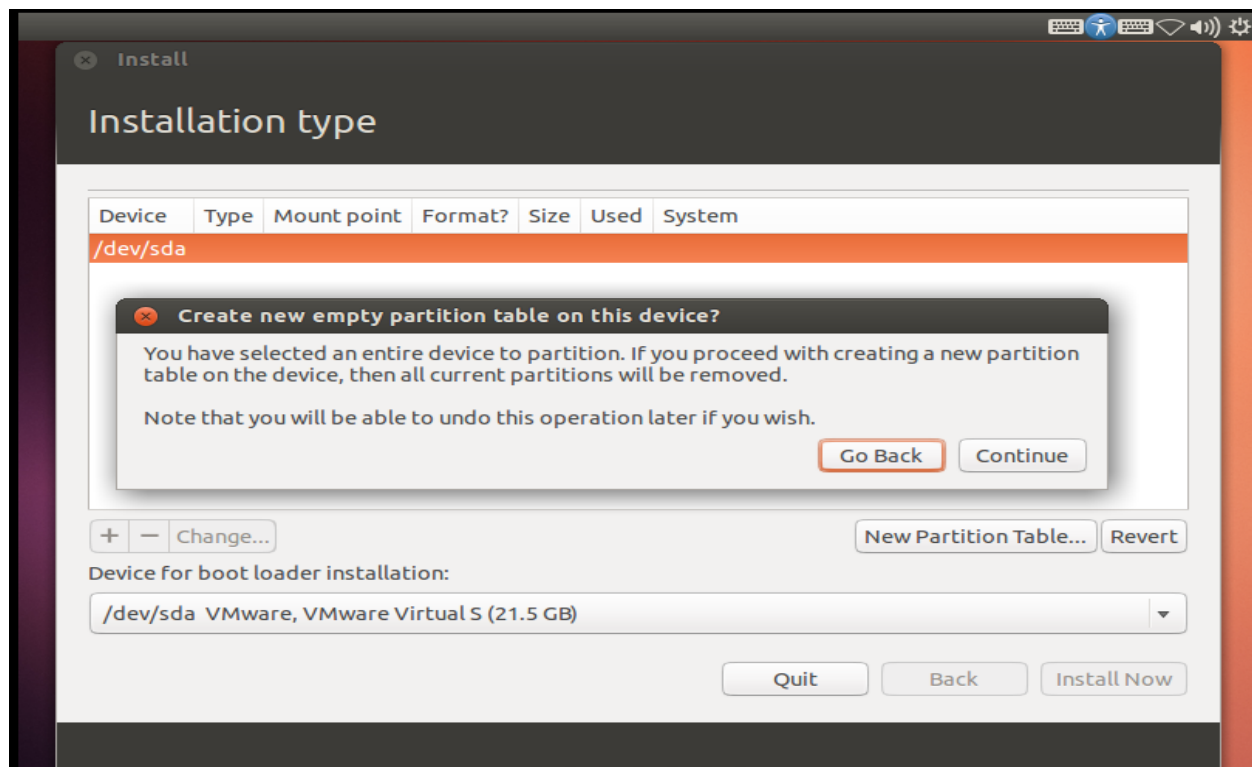 Install
Installation type
Device Type Mount point Format? Size Used System
/dev/sda
Create new empty partition table on this device?
You have selected an entire device to partition. If you proceed with creating a new partition
table on the device, then all current partitions will be removed.
Note that you will be able to undo this operation later if you wish.
Go Back Continue
+ − Change... New Partition Table... Revert
Device for boot loader installation:
/dev/sda VMware, VMware Virtual S (21.5 GB)
Quit Back Install Now